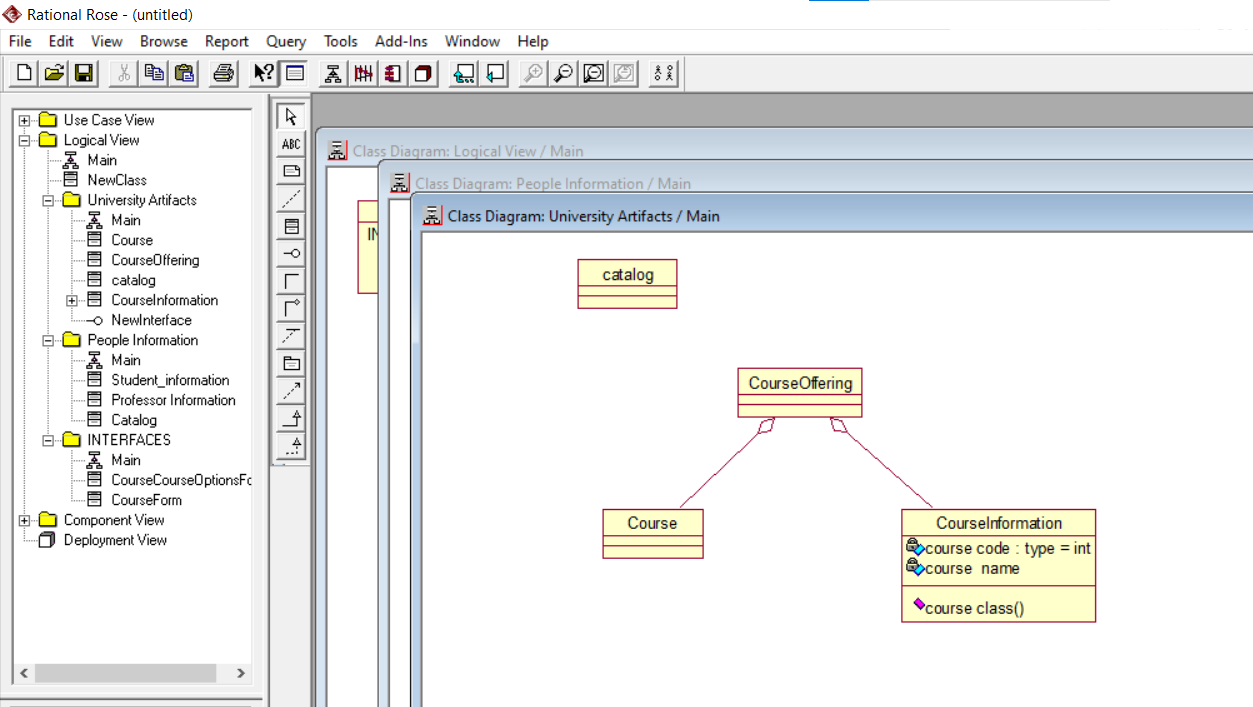 Rational Rose - (untitled)
File Edit View Browse Report Query Tools Add-Ins Window Help
Use Case View
Logical View
Main
NewClass
University Artifacts
Main
Course
CourseOffering
catalog
CourseInformation
NewInterface
People Information
Main
Student_information
Professor Information
Catalog
INTERFACES
Main
CourseCourseOptionsFo
CourseForm
Component View
Deployment View
ABC
Class Diagram: Logical View / Main
IN
Class Diagram: People Information / Main
Class Diagram: University Artifacts / Main
catalog
CourseOffering
Course
CourseInformation
course code : type = int
course name
course class()